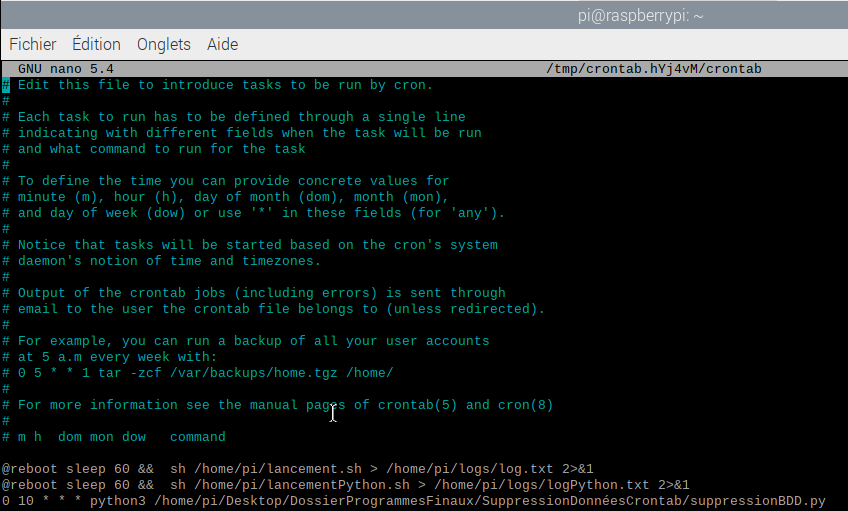 pi@raspberrypi: ~
Fichier Édition Onglets Aide
GNU nano 5.4 /tmp/crontab.hYj4vM/crontab
# Edit this file to introduce tasks to be run by cron.
#
# Each task to run has to be defined through a single line
# indicating with different fields when the task will be run
# and what command to run for the task
#
# To define the time you can provide concrete values for
# minute (m), hour (h), day of month (dom), month (mon),
# and day of week (dow) or use '*' in these fields (for 'any').
#
# Notice that tasks will be started based on the cron's system
# daemon's notion of time and timezones.
#
# Output of the crontab jobs (including errors) is sent through
# email to the user the crontab file belongs to (unless redirected).
#
# For example, you can run a backup of all your user accounts
# at 5 a.m every week with:
# 0 5 * * 1 tar -zcf /var/backups/home.tgz /home/
#
# For more information see the manual pages of crontab(5) and cron(8)
#
# m h  dom mon dow   command
@reboot sleep 60 &&  sh /home/pi/lancement.sh > /home/pi/logs/log.txt 2>&1
@reboot sleep 60 &&  sh /home/pi/lancementPython.sh > /home/pi/logs/logPython.txt 2>&1
0 10 * * * python3 /home/pi/Desktop/DossierProgrammesFinaux/SuppressionDonnéesCrontab/suppressionBDD.py